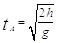 t_A = √(2h/g)